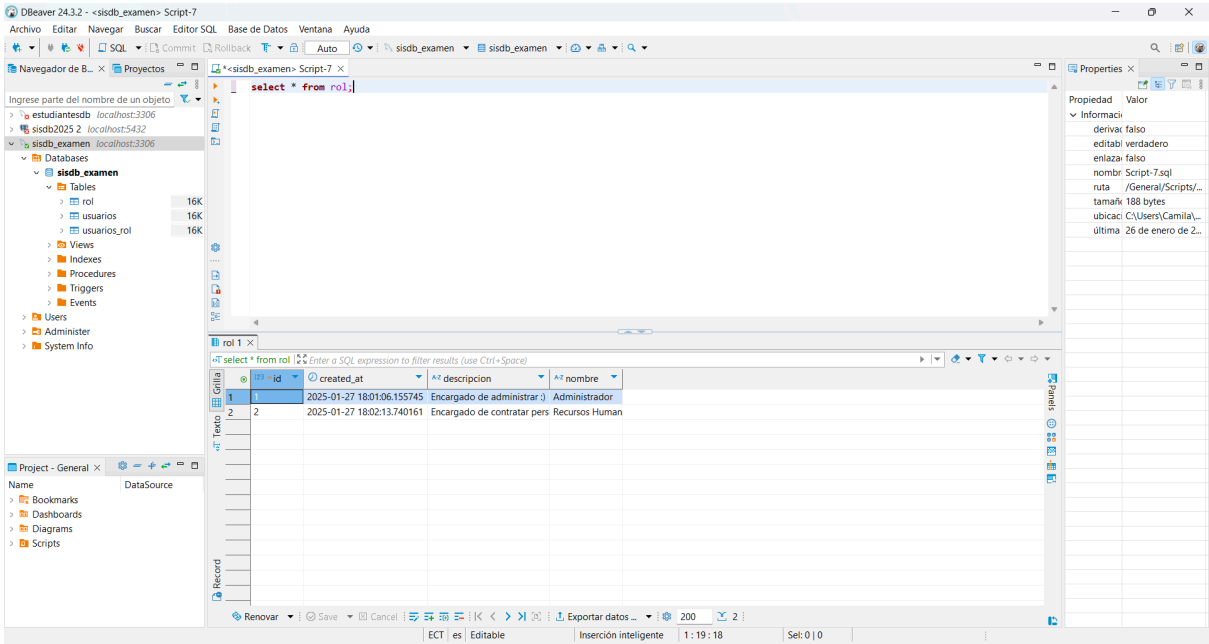 DBeaver 24.3.2 - <sisdb_examen> Script-7
Archivo Editar Navegar Buscar Editor SQL Base de Datos Ventana Ayuda
SQL Commit Rollback Auto sisdb_examen sisdb_examen
Navegador de B... Proyectos
Ingrese parte del nombre de un objeto
estudiantesdb localhost:3306
sisdb2025 2 localhost:5432
sisdb_examen localhost:3306
Databases
sisdb_examen
Tables
rol 16K
usuarios 16K
usuarios_rol 16K
Views
Indexes
Procedures
Triggers
Events
Users
Administer
System Info
Project - General
Name DataSource
Bookmarks
Dashboards
Diagrams
Scripts
*<sisdb_examen> Script-7
select * from rol;
rol 1
select * from rol Enter a SQL expression to filter results (use Ctrl+Space)
Grilla
Texto
Record
123 id created_at A-Z descripcion A-Z nombre
1 1 2025-01-27 18:01:06.155745 Encargado de administrar :) Administrador
2 2 2025-01-27 18:02:13.740161 Encargado de contratar pers Recursos Human
Panels
Renovar Save Cancel Exportar datos ... 200 2
Properties
Propiedad Valor
Informaci
derivac falso
editabl verdadero
enlaza falso
nombr Script-7.sql
ruta /General/Scripts/...
tamañ 188 bytes
ubicaci C:\Users\Camila\...
última 26 de enero de 2...
ECT es Editable Inserción inteligente 1 : 19 : 18 Sel: 0 | 0